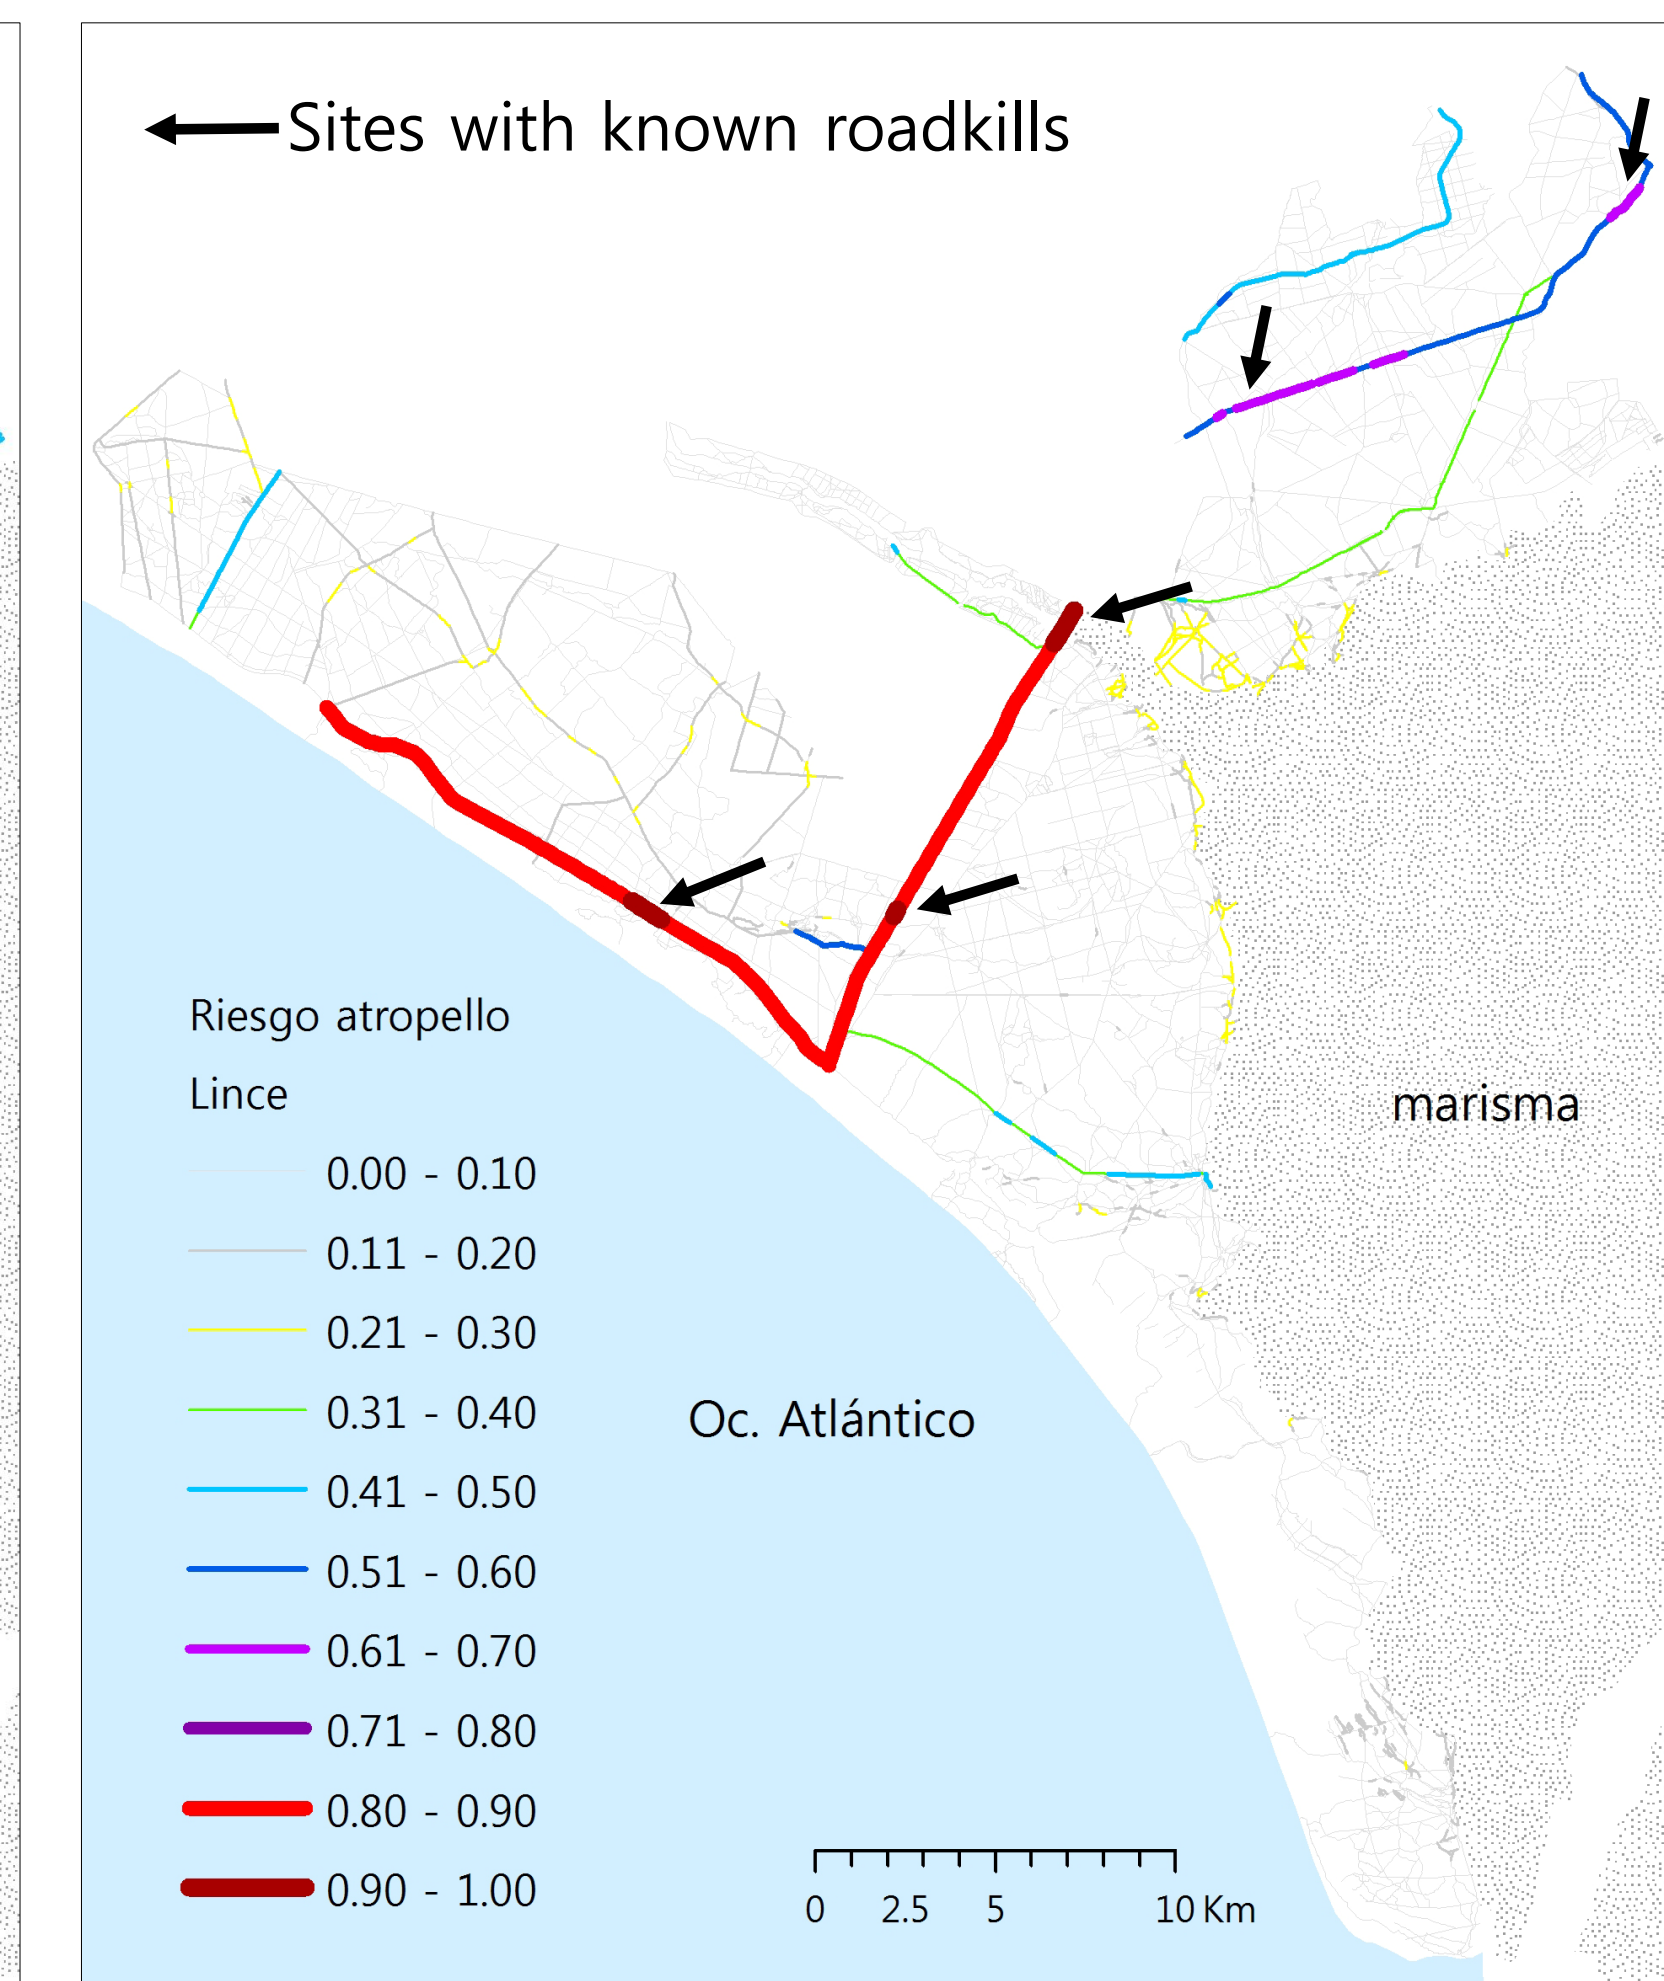 Sites with known roadkills
Riesgo atropello
Lince
0.00 - 0.10
0.11 - 0.20
0.21 - 0.30
0.31 - 0.40
0.41 - 0.50
0.51 - 0.60
0.61 - 0.70
0.71 - 0.80
0.80 - 0.90
0.90 - 1.00
marisma
Oc. Atlántico
0 2.5 5 10 Km